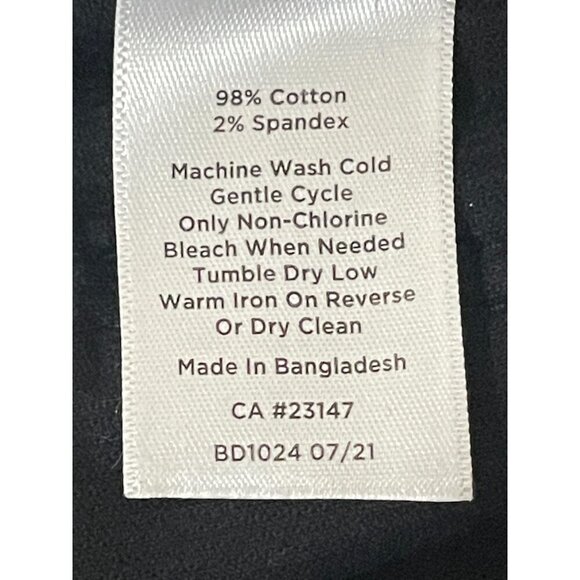 98% Cotton
2% Spandex
Machine Wash Cold
Gentle Cycle
Only Non-Chlorine
Bleach When Needed
Tumble Dry Low
Warm Iron On Reverse
Or Dry Clean
Made In Bangladesh
CA #23147
BD1024 07/21